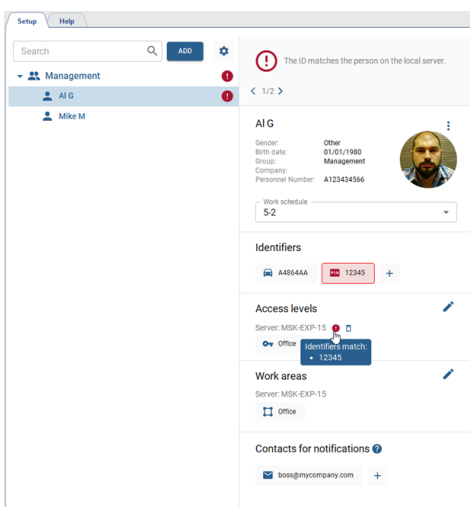 Setup
Help
Search
ADD
The ID matches the person on the local server.
1/2
Management
Al G
Mike M
Al G
Gender: Other
Birth date: 01/01/1980
Group: Management
Company:
Personnel Number: A123434566
Work schedule
5-2
Identifiers
A4864AA
PIN 12345
+
Access levels
Server: MSK-EXP-15
Office
Identifiers match:
• 12345
Work areas
Server: MSK-EXP-15
Office
Contacts for notifications
boss@mycompany.com
+